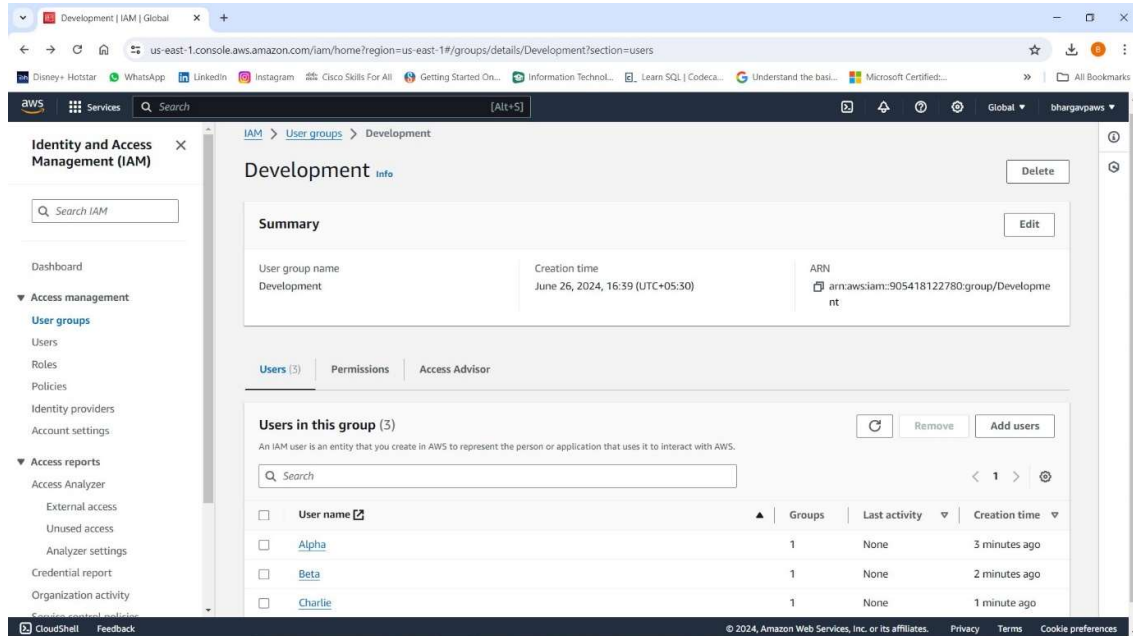 Development | IAM | Global
us-east-1.console.aws.amazon.com/iam/home?region=us-east-1#/groups/details/Development?section=users
Disney+ Hotstar WhatsApp LinkedIn Instagram Cisco Skills For All Getting Started On... Information Technol... Learn SQL | Codeca... Understand the basi... Microsoft Certified:... » All Bookmarks
aws Services Search [Alt+S] Global bhargavpaws
Identity and Access Management (IAM)
Search IAM
Dashboard
Access management
User groups
Users
Roles
Policies
Identity providers
Account settings
Access reports
Access Analyzer
External access
Unused access
Analyzer settings
Credential report
Organization activity
Service control policies
IAM > User groups > Development
Development Info
Delete
Summary
Edit
User group name
Development
Creation time
June 26, 2024, 16:39 (UTC+05:30)
ARN
arn:aws:iam::905418122780:group/Developme
nt
Users (3) Permissions Access Advisor
Users in this group (3)
Remove Add users
An IAM user is an entity that you create in AWS to represent the person or application that uses it to interact with AWS.
Search
< 1 >
User name Groups Last activity Creation time
Alpha 1 None 3 minutes ago
Beta 1 None 2 minutes ago
Charlie 1 None 1 minute ago
CloudShell Feedback © 2024, Amazon Web Services, Inc. or its affiliates. Privacy Terms Cookie preferences